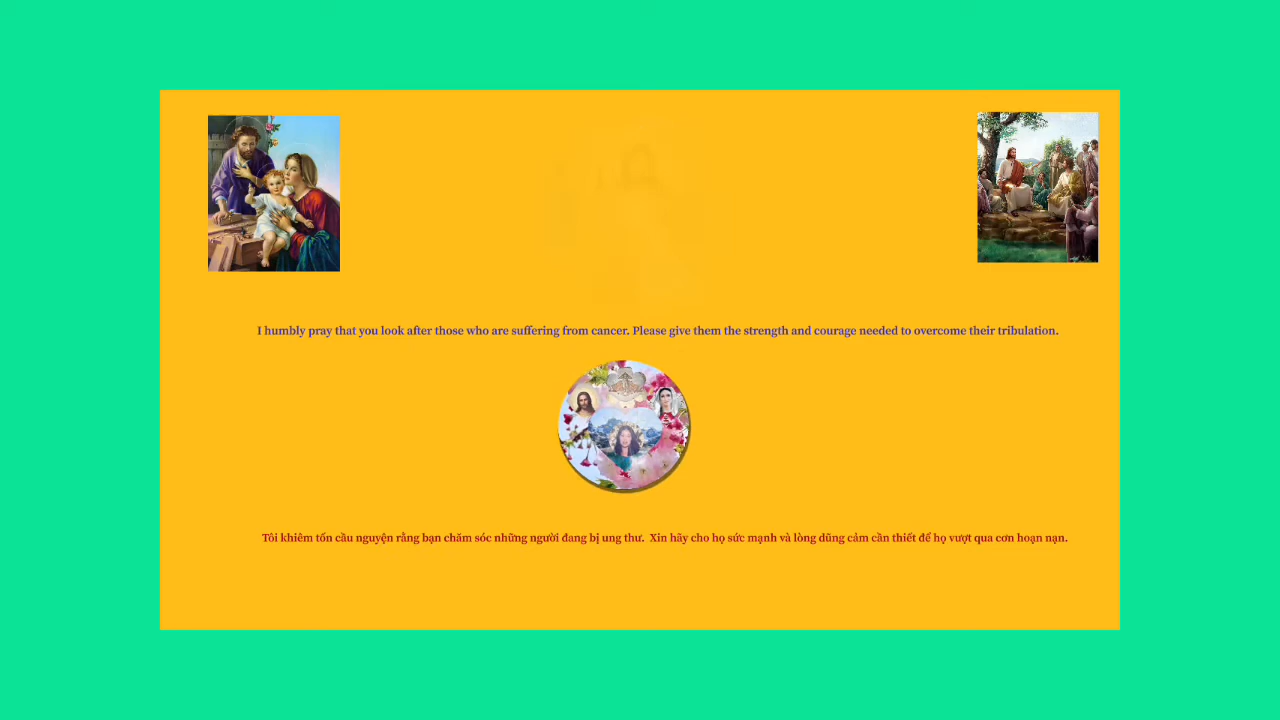 I humbly pray that you look after those who are suffering from cancer. Please give them the strength and courage needed to overcome their tribulation.
Tôi khiêm tốn cầu nguyện rằng bạn chăm sóc những người đang bị ung thư.  Xin hãy cho họ sức mạnh và lòng dũng cảm cần thiết để họ vượt qua cơn hoạn nạn.